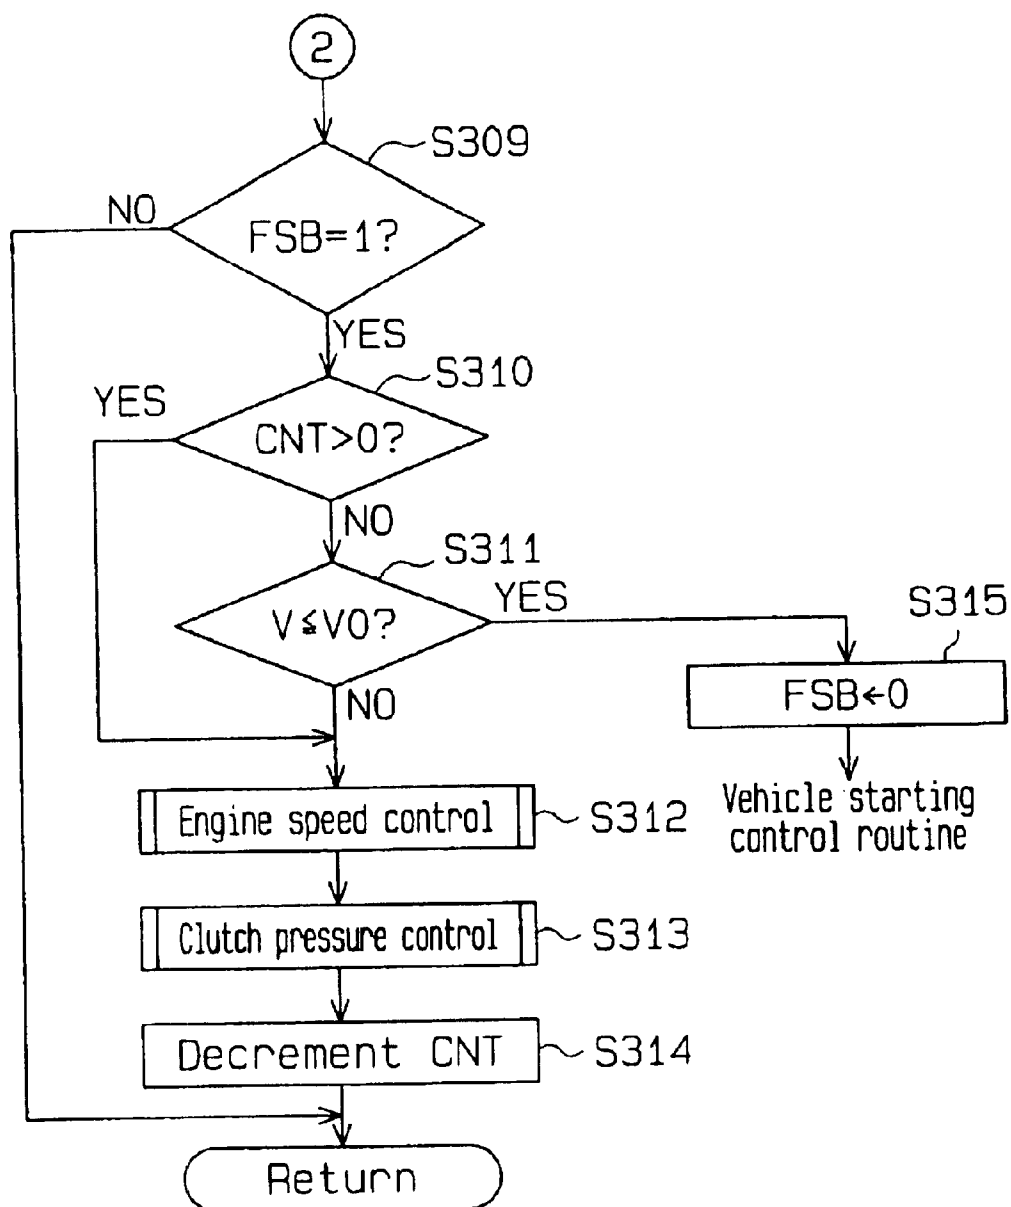 2
S309
NO
FSB=1?
YES
S310
YES
CNT>0?
NO
S311
YES
V≦V0?
S315
FSB←0
NO
Vehicle starting
control routine
Engine speed control
S312
Clutch pressure control
S313
Decrement CNT
S314
Return